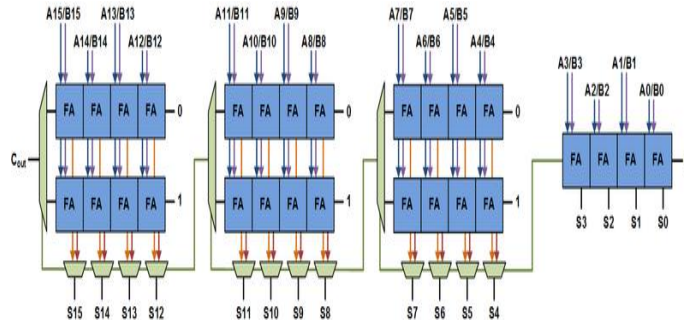 A15/B15 A13/B13
A14/B14 A12/B12
FA FA FA FA 0
FA FA FA FA 1
Cout
S15 S14 S13 S12
A11/B11 A9/B9
A10/B10 A8/B8
FA FA FA FA 0
FA FA FA FA 1
S11 S10 S9 S8
A7/B7 A5/B5
A6/B6 A4/B4
FA FA FA FA 0
FA FA FA FA 1
S7 S6 S5 S4
A3/B3 A1/B1
A2/B2 A0/B0
FA FA FA FA
S3 S2 S1 S0